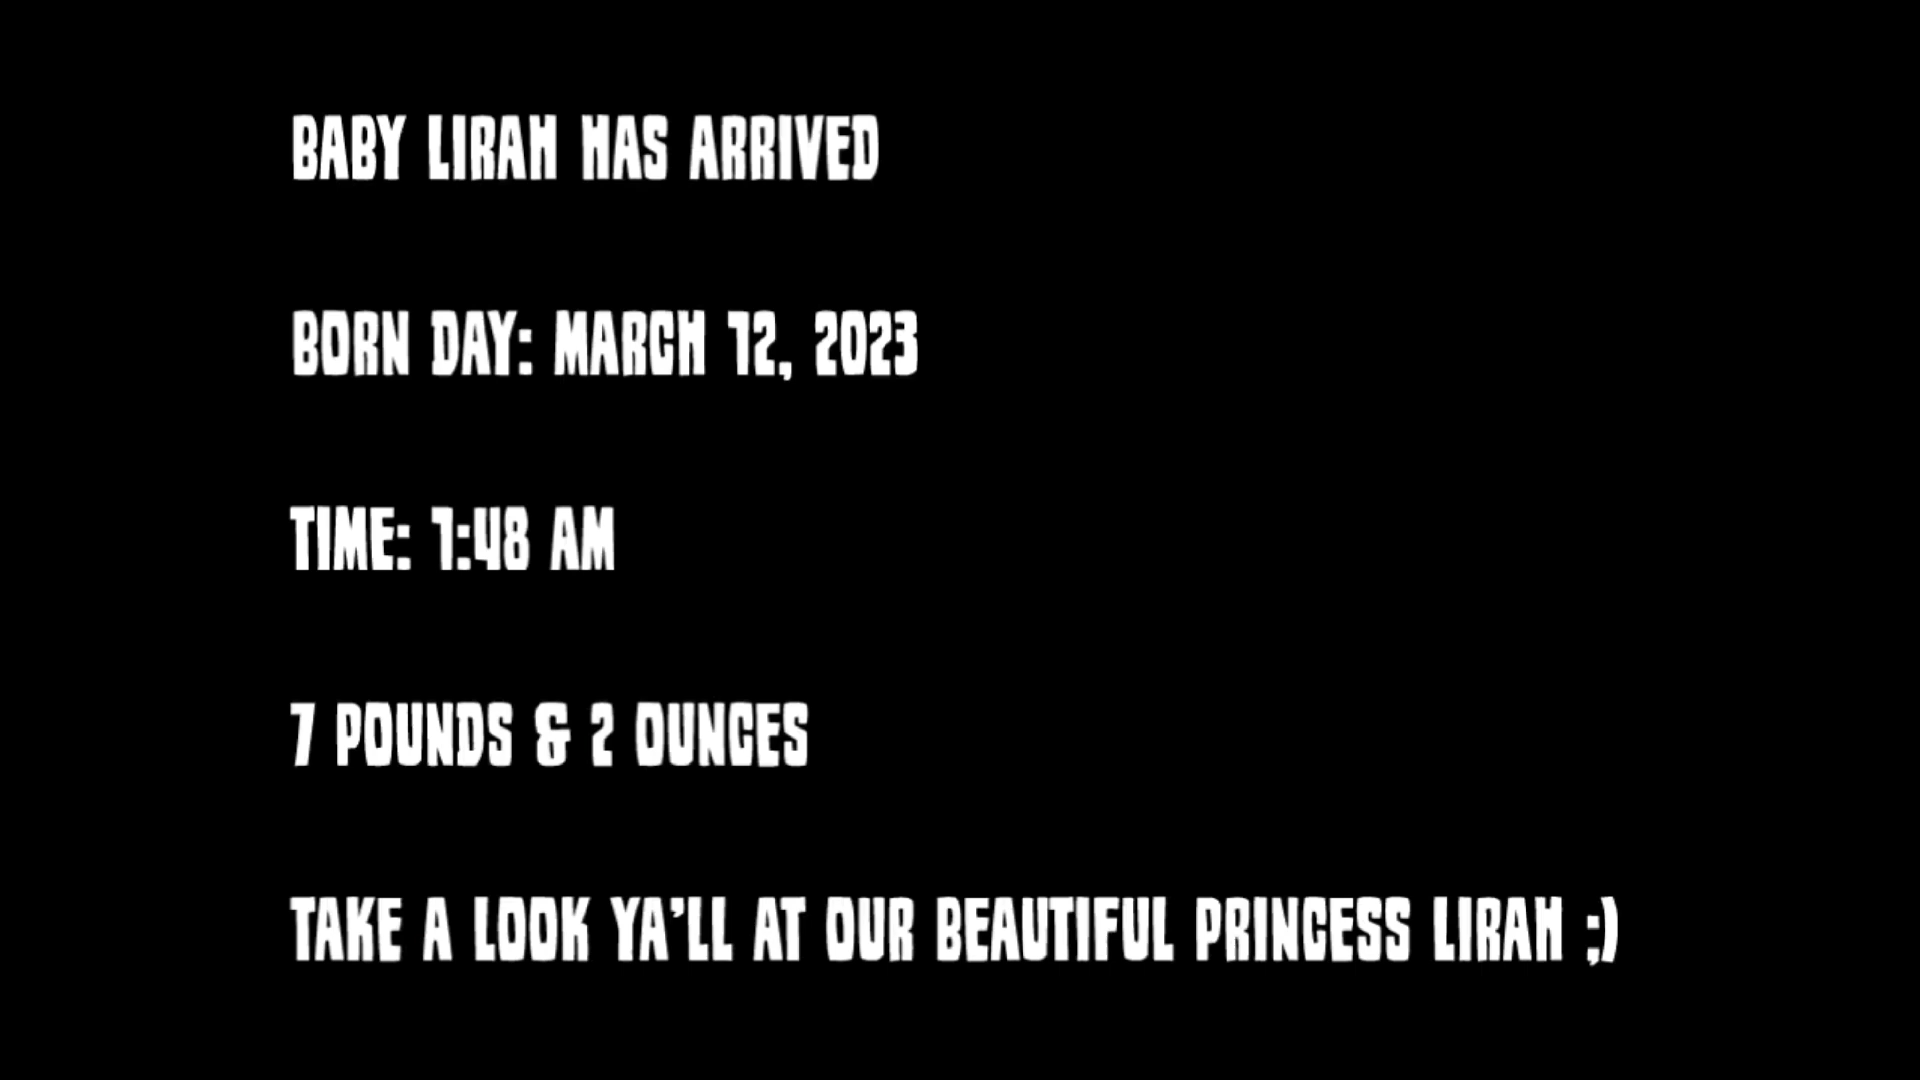 BABY LIRAH HAS ARRIVED
BORN DAY: MARCH 12, 2023
TIME: 1:48 AM
7 POUNDS & 2 OUNCES
TAKE A LOOK YA'LL AT OUR BEAUTIFUL PRINCESS LIRAH ;)